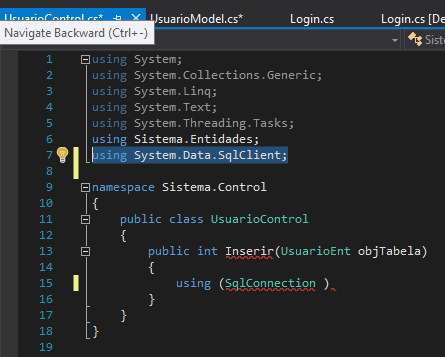 UsuarioControl.cs* UsuarioModel.cs* Login.cs Login.cs [De
Navigate Backward (Ctrl+-)
Siste
1 using System;
2 using System.Collections.Generic;
3 using System.Linq;
4 using System.Text;
5 using System.Threading.Tasks;
6 using Sistema.Entidades;
7 using System.Data.SqlClient;
8
9 namespace Sistema.Control
10 {
11 public class UsuarioControl
12 {
13 public int Inserir(UsuarioEnt objTabela)
14 {
15 using (SqlConnection )
16 }
17 }
18 }
19